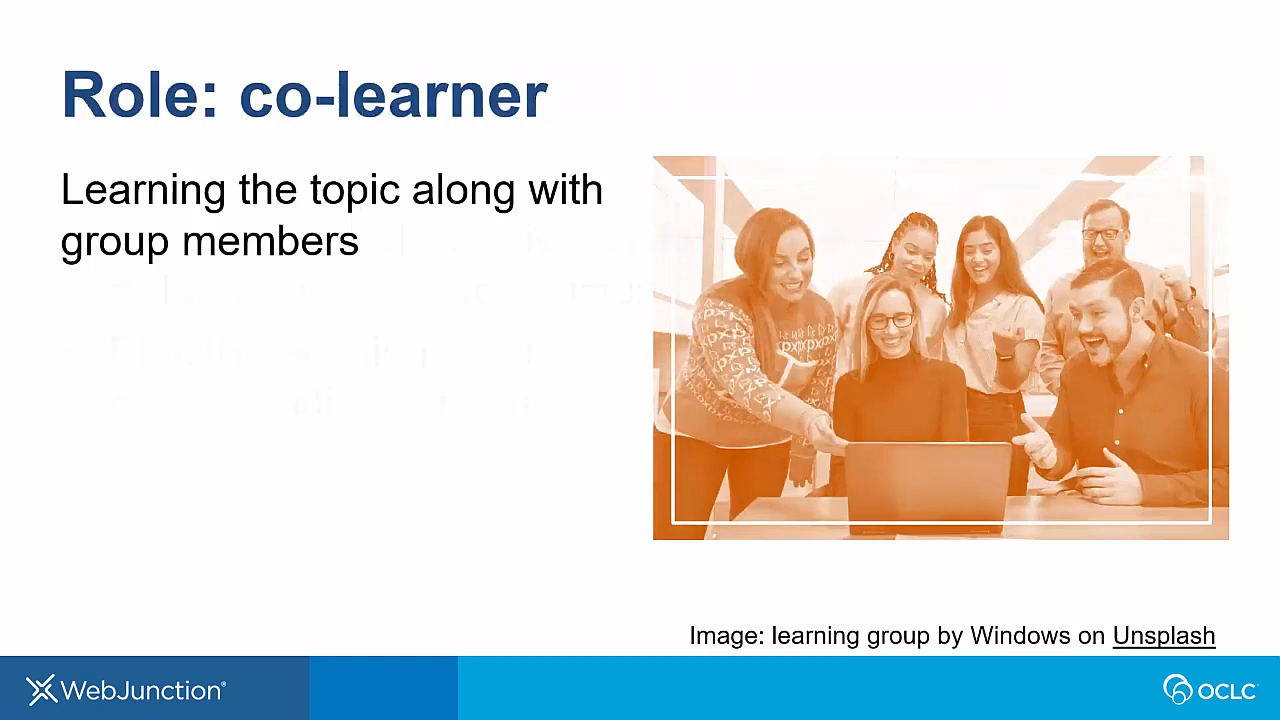 Role: co-learner
Learning the topic along with
group members
Image: learning group by Windows on Unsplash
WebJunction®
OCLC